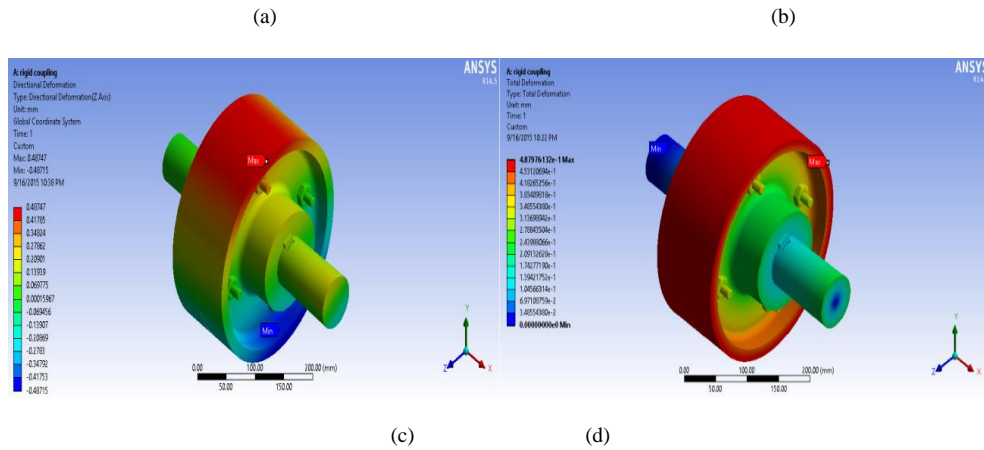 (a)
(b)
A: rigid coupling
Directional Deformation
Type: Directional Deformation(Z Axis)
Unit: mm
Global Coordinate System
Time: 1
Custom
Max: 0.48747
Min: -0.48715
9/16/2015 10:38 PM
0.48747
0.41785
0.34824
0.27862
0.20901
0.13939
0.069775
0.00015967
-0.069456
-0.13907
-0.20869
-0.2783
-0.34792
-0.41753
-0.48715
ANSYS
R14.5
Max
Min
0.00
100.00
200.00 (mm)
50.00
150.00
Y
Z
X
A: rigid coupling
Total Deformation
Type: Total Deformation
Unit: mm
Time: 1
Custom
9/16/2015 10:22 PM
4.87976132e-1 Max
4.53120694e-1
4.18265256e-1
3.83409818e-1
3.48554380e-1
3.13698942e-1
2.78843504e-1
2.43988066e-1
2.09132628e-1
1.74277190e-1
1.39421752e-1
1.04566314e-1
6.97108759e-2
3.48554380e-2
0.00000000e0 Min
ANSYS
Min
Max
0.00
100.00
200.00 (mm)
50.00
150.00
Y
Z
X
(c)
(d)